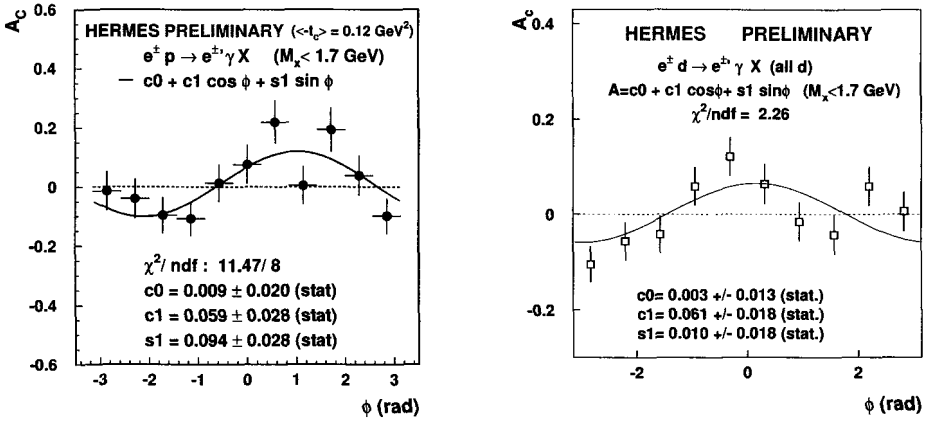 A_C
0.6
0.4
0.2
0
-0.2
-0.4
-0.6
HERMES PRELIMINARY (<-t_c> = 0.12 GeV²)
e± p → e±' γ X (M_x < 1.7 GeV)
— c0 + c1 cos ϕ + s1 sin ϕ
χ²/ ndf : 11.47/ 8
c0 = 0.009 ± 0.020 (stat)
c1 = 0.059 ± 0.028 (stat)
s1 = 0.094 ± 0.028 (stat)
-3 -2 -1 0 1 2 3
ϕ (rad)
A_C
0.4
0.2
0
-0.2
HERMES PRELIMINARY
e± d → e±' γ X (all d)
A=c0 + c1 cosϕ+ s1 sinϕ (M_x<1.7 GeV)
χ²/ndf = 2.26
c0= 0.003 +/- 0.013 (stat.)
c1= 0.061 +/- 0.018 (stat.)
s1= 0.010 +/- 0.018 (stat.)
-2 0 2
ϕ (rad)